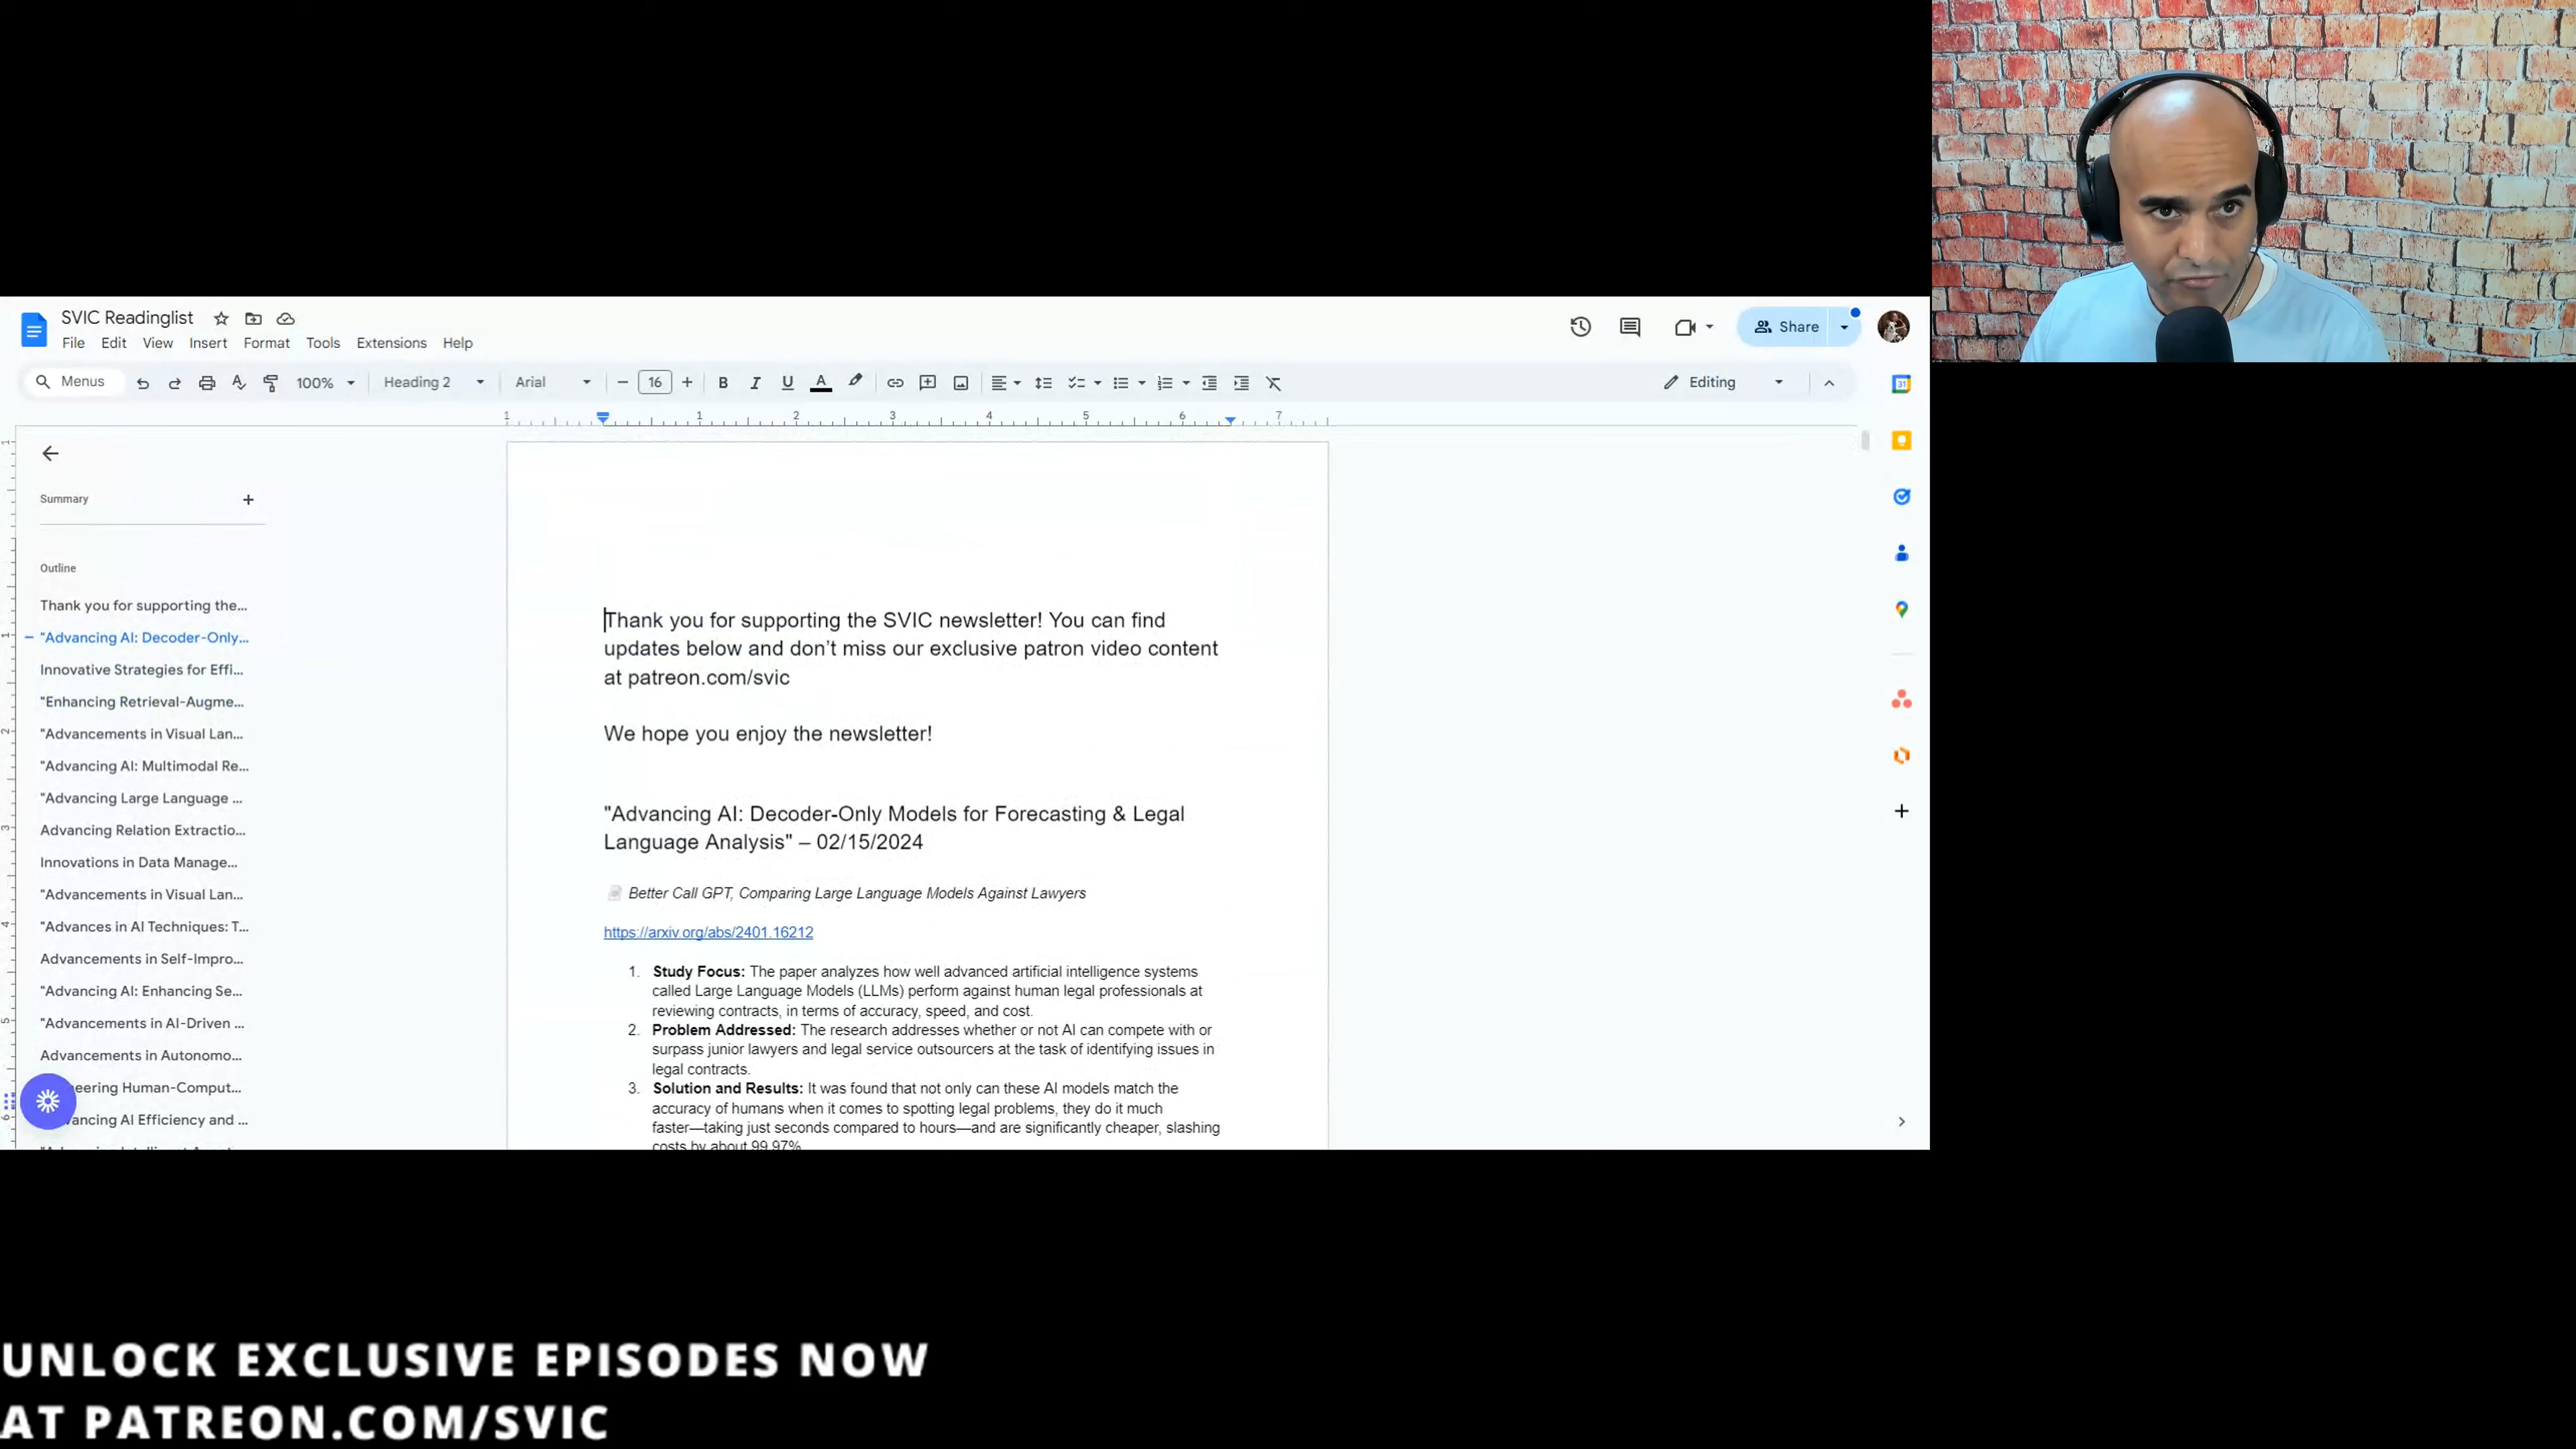 SVIC Readinglist
File Edit View Insert Format Tools Extensions Help
Share
Menus
100%
Heading 2
Arial
16
B I U A
Editing
1 1 2 3 4 5 6 7
Summary
Outline
Thank you for supporting the...
"Advancing AI: Decoder-Only...
Innovative Strategies for Effi...
"Enhancing Retrieval-Augme...
"Advancements in Visual Lan...
"Advancing AI: Multimodal Re...
"Advancing Large Language ...
Advancing Relation Extractio...
Innovations in Data Manage...
"Advancements in Visual Lan...
"Advances in AI Techniques: T...
Advancements in Self-Impro...
"Advancing AI: Enhancing Se...
"Advancements in AI-Driven ...
Advancements in Autonomo...
Human-Comput...
AI Efficiency and ...
Thank you for supporting the SVIC newsletter! You can find
updates below and don’t miss our exclusive patron video content
at patreon.com/svic
We hope you enjoy the newsletter!
"Advancing AI: Decoder-Only Models for Forecasting & Legal
Language Analysis" – 02/15/2024
Better Call GPT, Comparing Large Language Models Against Lawyers
https://arxiv.org/abs/2401.16212
1. Study Focus: The paper analyzes how well advanced artificial intelligence systems
called Large Language Models (LLMs) perform against human legal professionals at
reviewing contracts, in terms of accuracy, speed, and cost.
2. Problem Addressed: The research addresses whether or not AI can compete with or
surpass junior lawyers and legal service outsourcers at the task of identifying issues in
legal contracts.
3. Solution and Results: It was found that not only can these AI models match the
accuracy of humans when it comes to spotting legal problems, they do it much
faster—taking just seconds compared to hours—and are significantly cheaper, slashing
costs by about 99.97%
UNLOCK EXCLUSIVE EPISODES NOW
AT PATREON.COM/SVIC